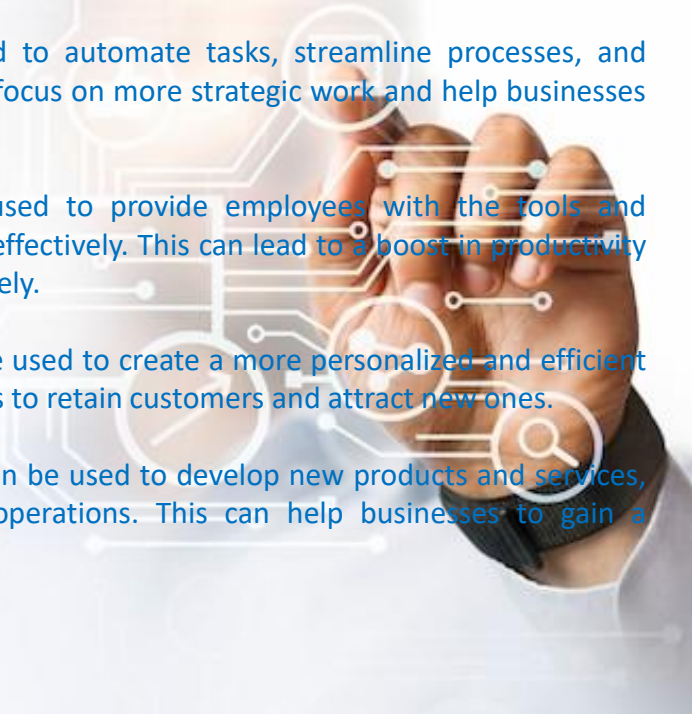 d to automate tasks, streamline processes, and
focus on more strategic work and help businesses
used to provide employees with the tools and
effectively. This can lead to a boost in productivity
ely.
e used to create a more personalized and efficient
s to retain customers and attract new ones.
n be used to develop new products and services,
operations. This can help businesses to gain a